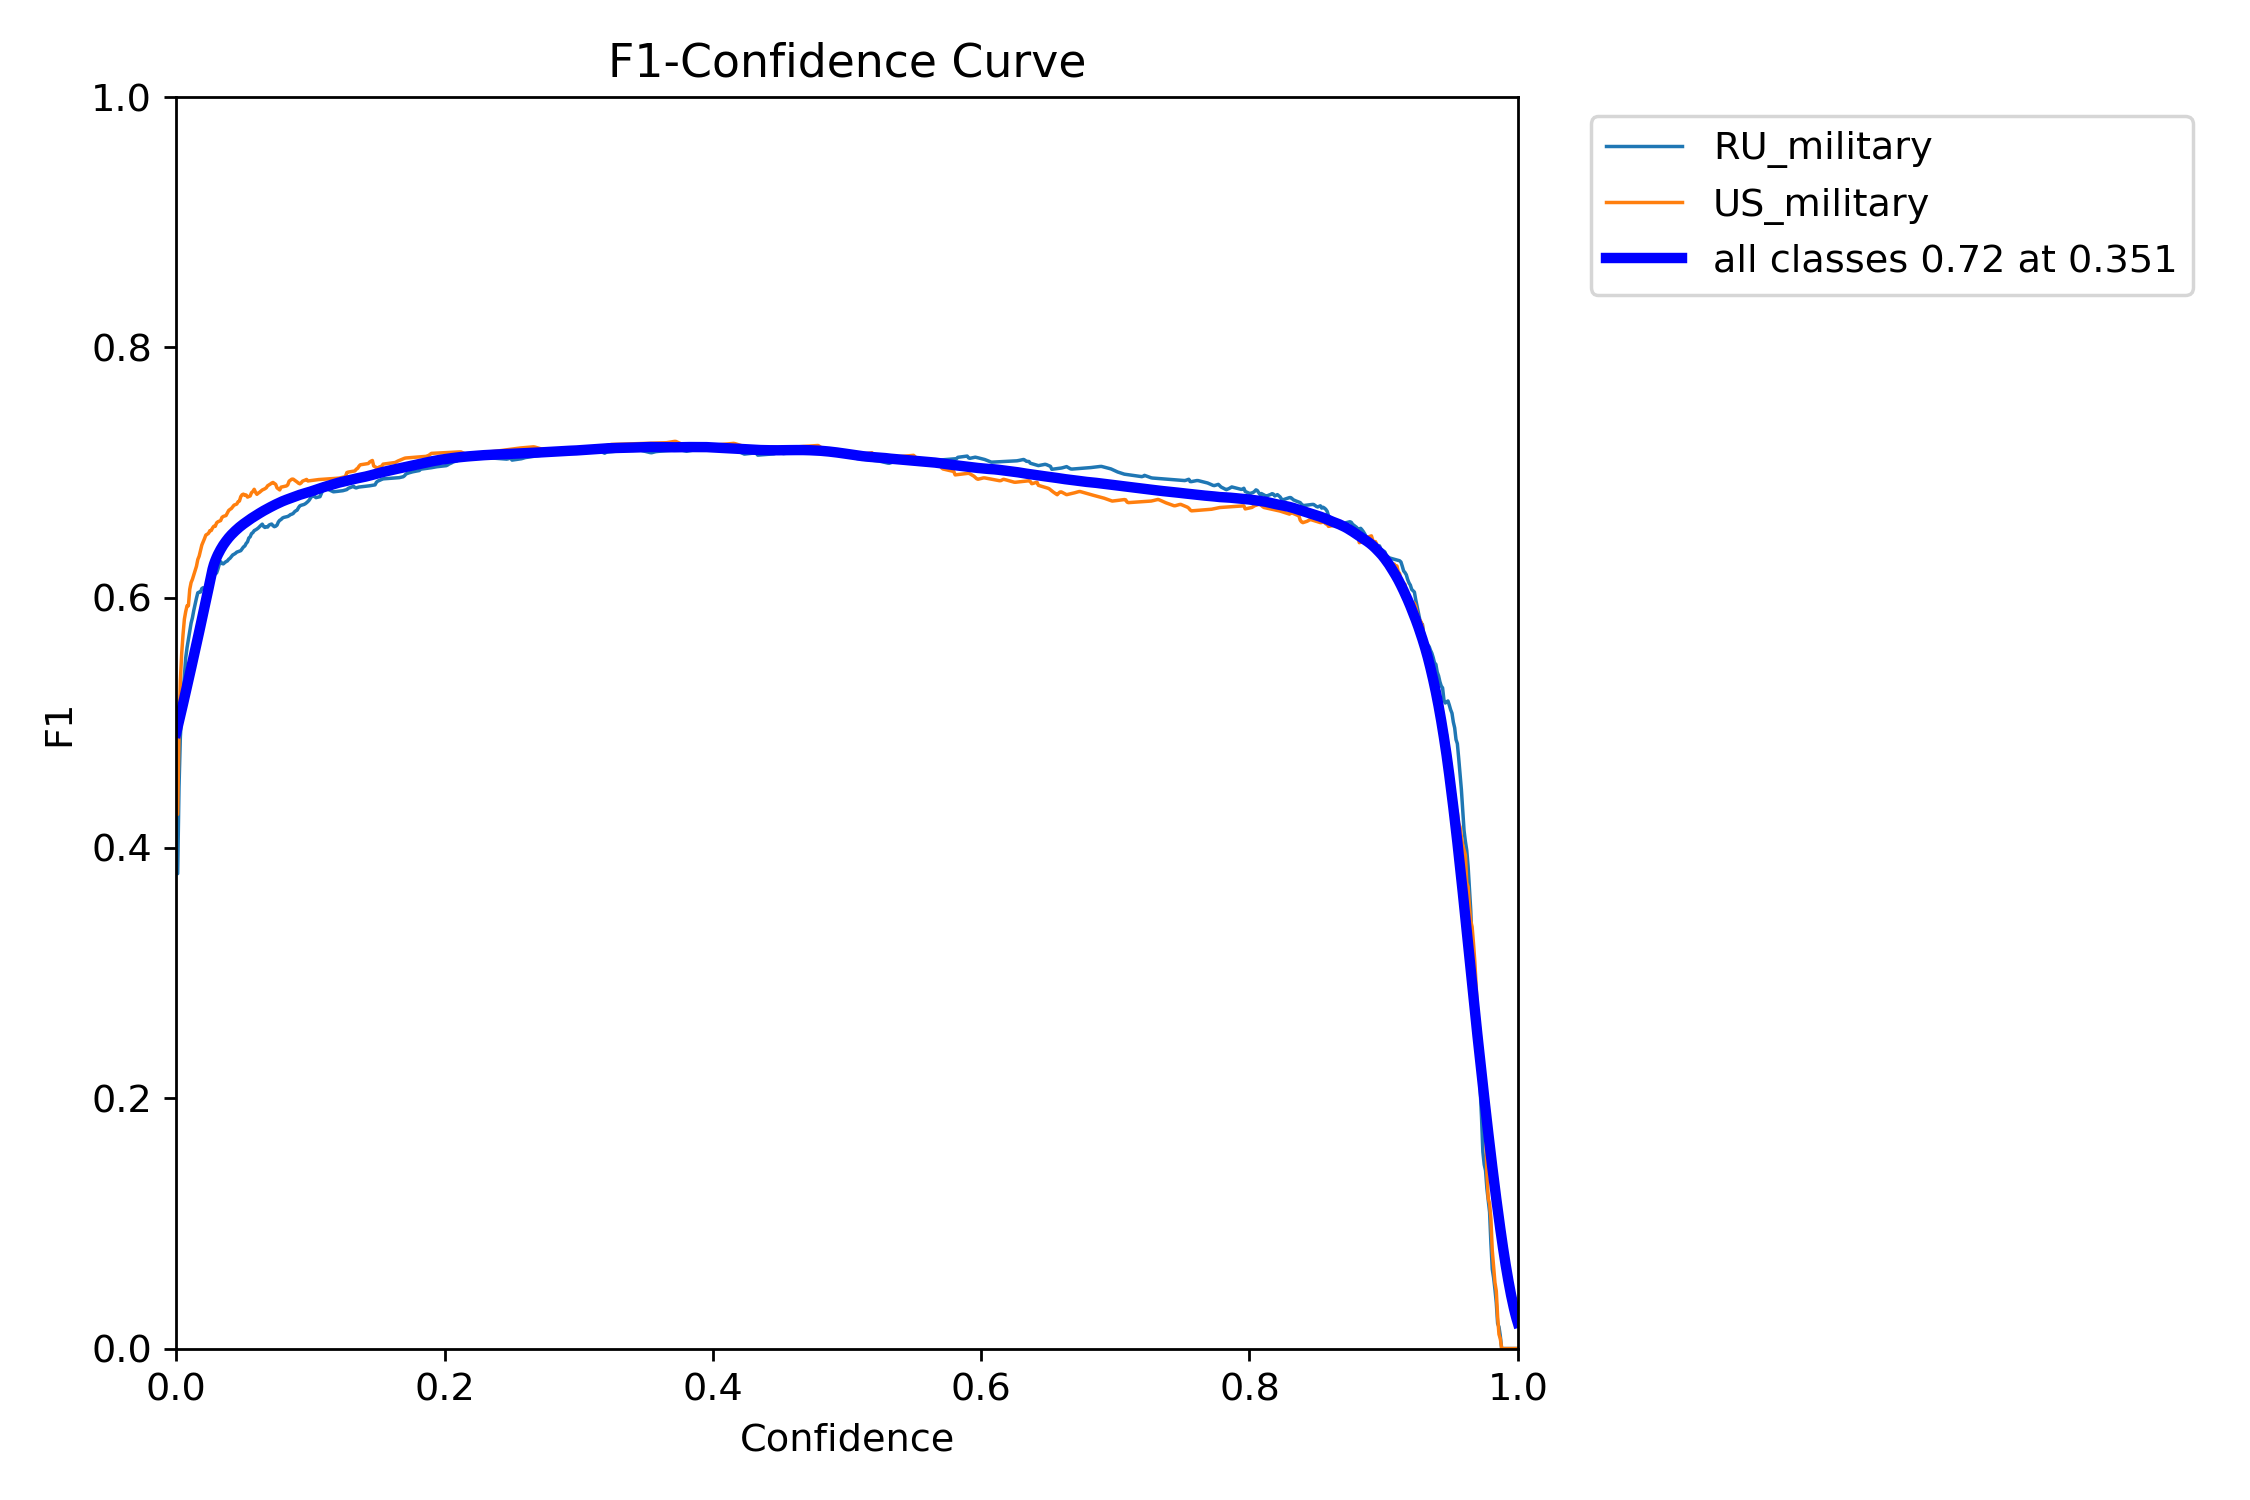 F1-Confidence Curve
1.0
0.8
0.6
0.4
0.2
0.0
F1
0.0 0.2 0.4 0.6 0.8 1.0
Confidence
RU_military
US_military
all classes 0.72 at 0.351